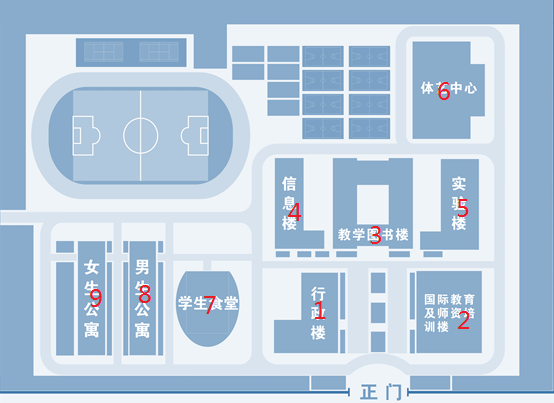 体育中心
6
信息楼
4
教学图书楼
3
实验楼
5
女生公寓
9
男生公寓
8
学生食堂
7
行政楼
1
国际教育
及师资培
训楼
2
正门